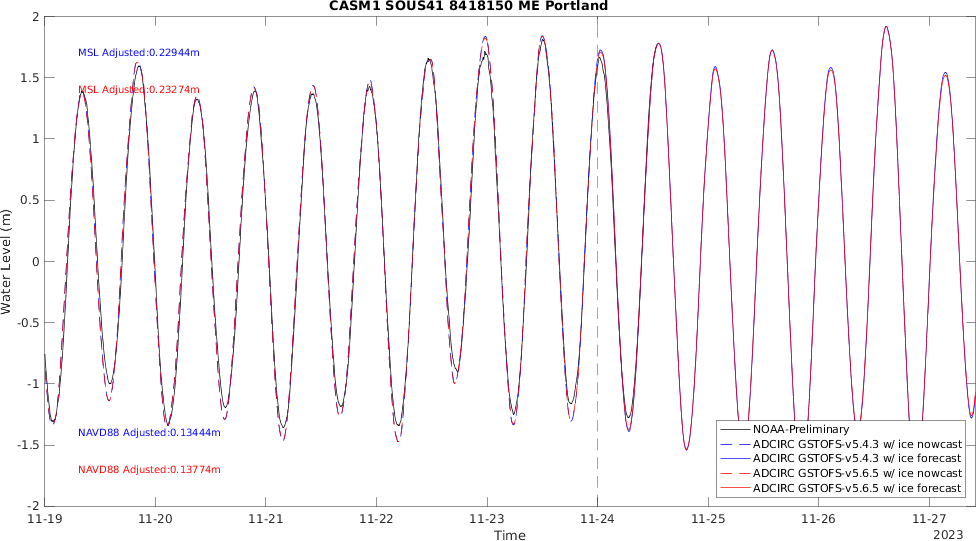 CASM1 SOUS41 8418150 ME Portland
2
1.5
1
0.5
0
-0.5
-1
-1.5
-2
Water Level (m)
MSL Adjusted:0.22944m
MSL Adjusted:0.23274m
NAVD88 Adjusted:0.13444m
NAVD88 Adjusted:0.13774m
NOAA-Preliminary
ADCIRC GSTOFS-v5.4.3 w/ ice nowcast
ADCIRC GSTOFS-v5.4.3 w/ ice forecast
ADCIRC GSTOFS-v5.6.5 w/ ice nowcast
ADCIRC GSTOFS-v5.6.5 w/ ice forecast
11-19 11-20 11-21 11-22 11-23 11-24 11-25 11-26 11-27
Time
2023